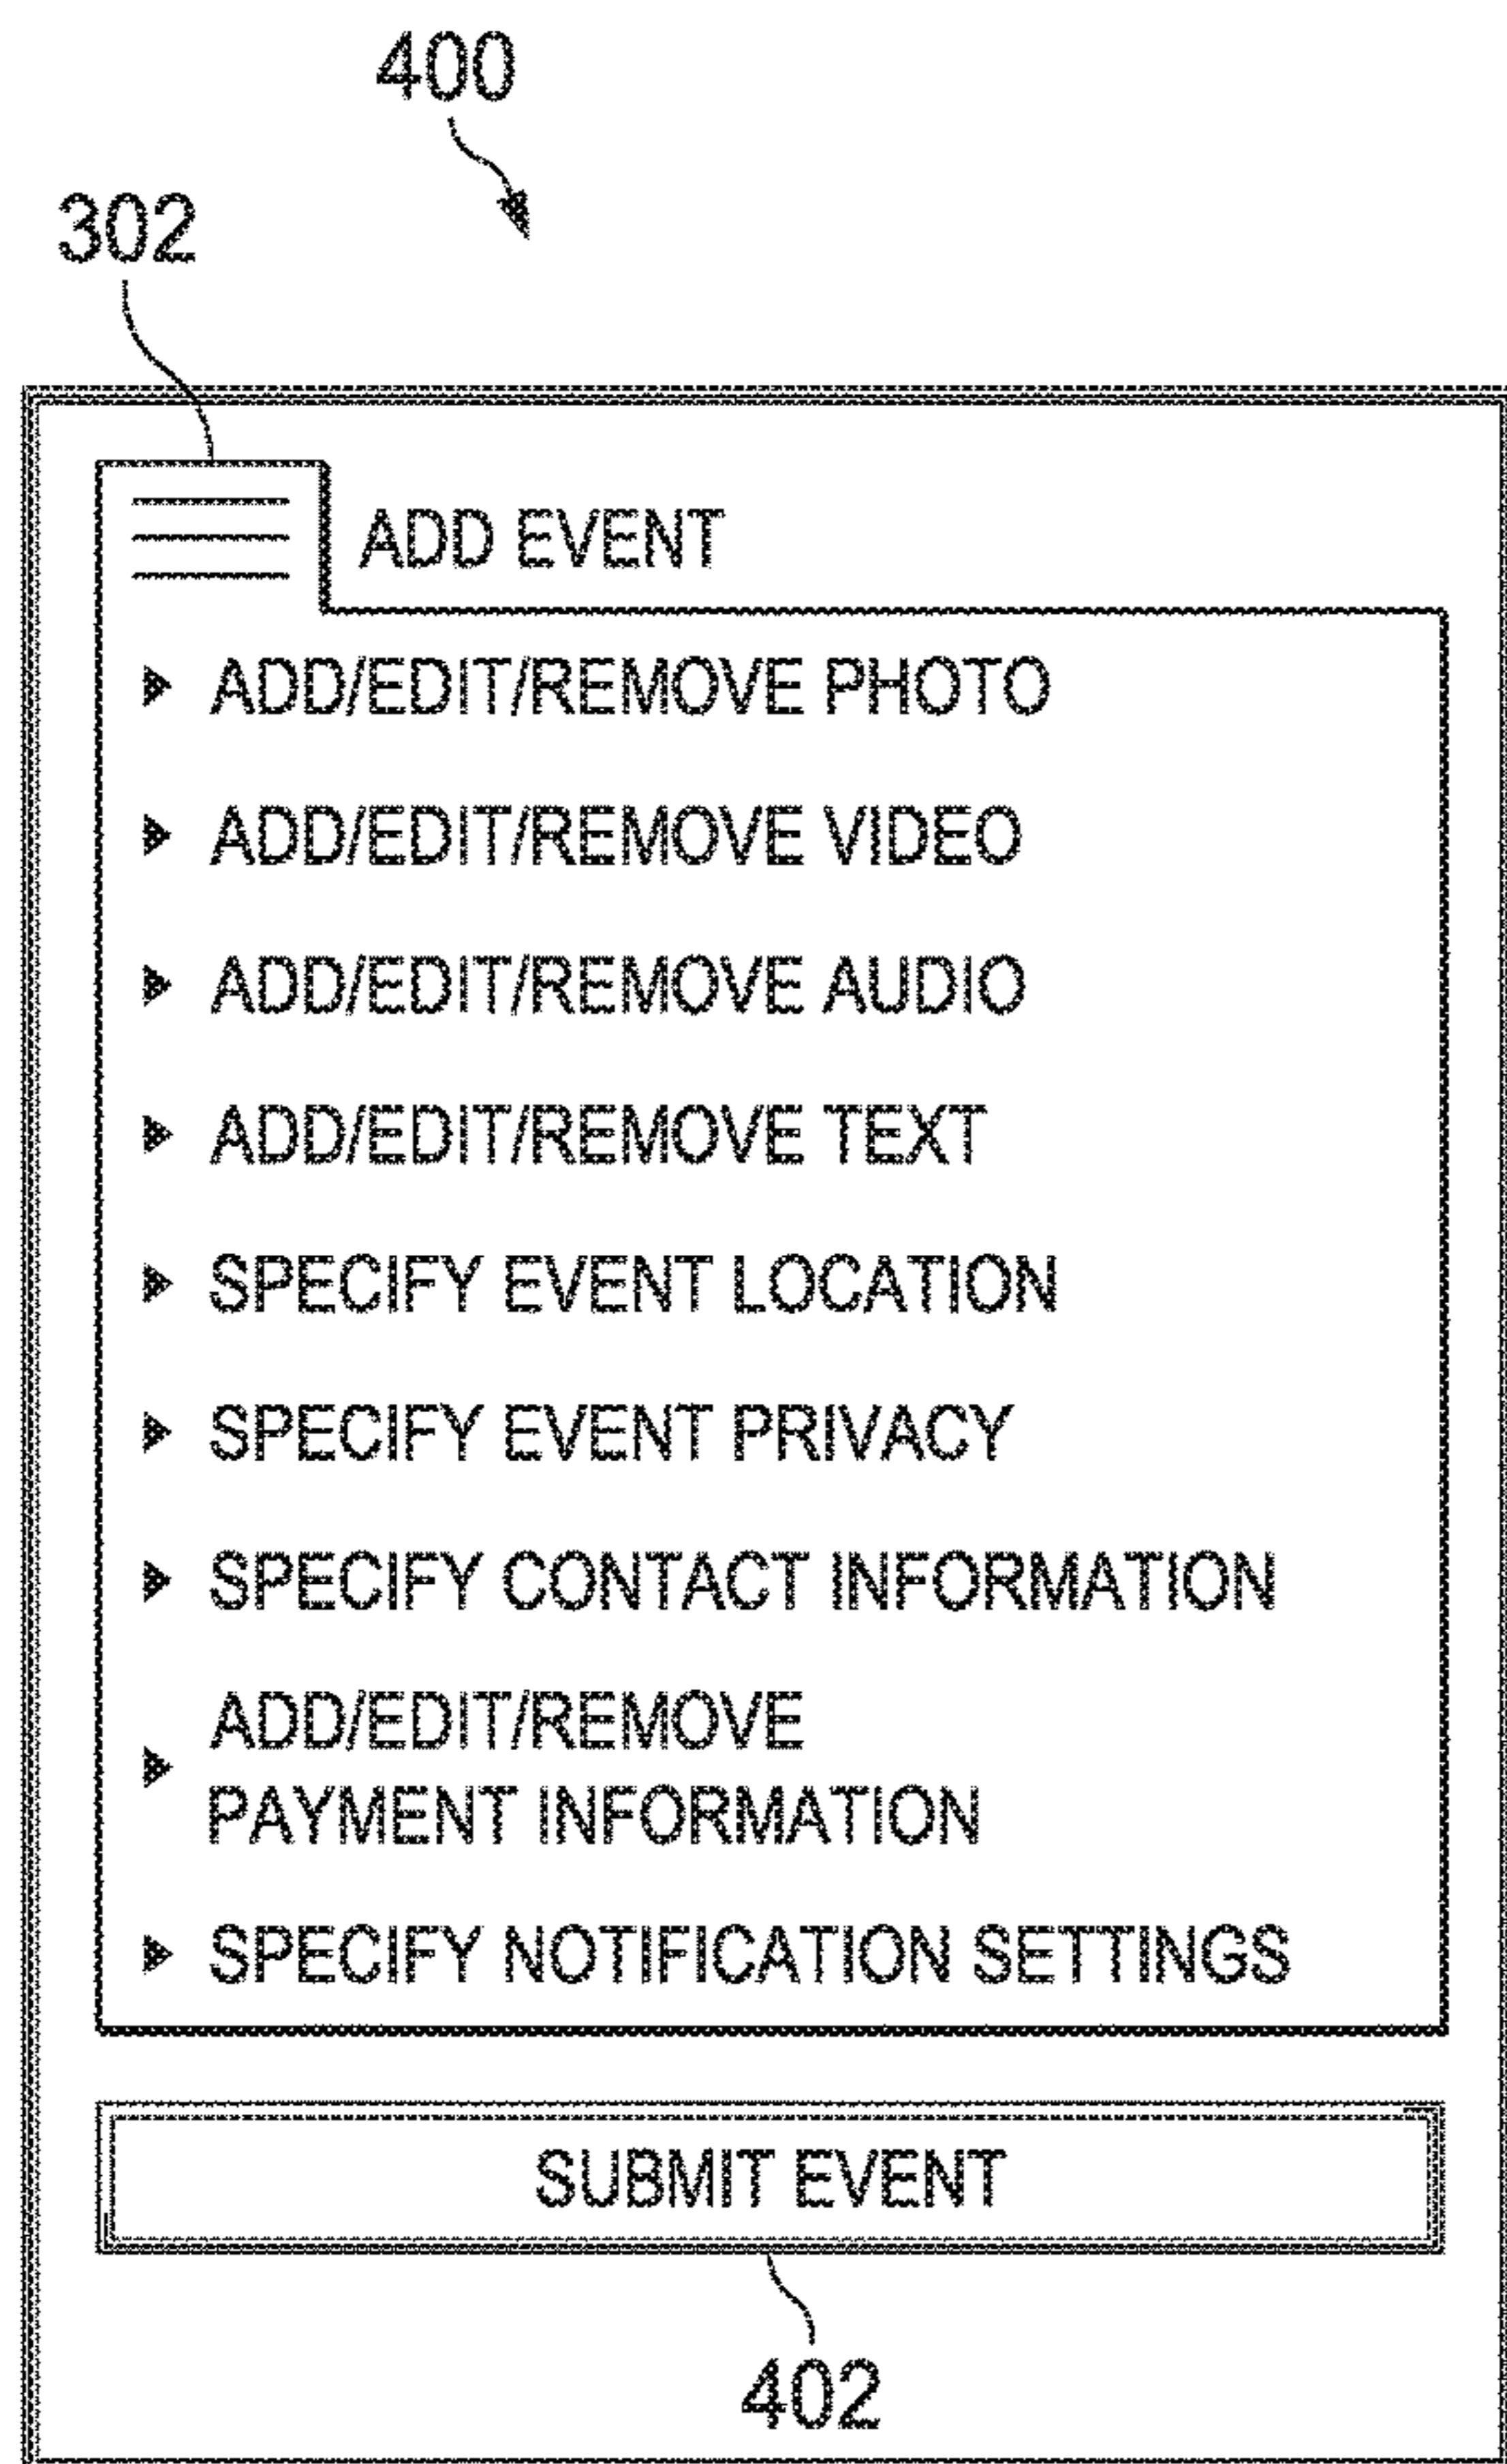 400
302
ADD EVENT
ADD/EDIT/REMOVE PHOTO
ADD/EDIT/REMOVE VIDEO
ADD/EDIT/REMOVE AUDIO
ADD/EDIT/REMOVE TEXT
SPECIFY EVENT LOCATION
SPECIFY EVENT PRIVACY
SPECIFY CONTACT INFORMATION
ADD/EDIT/REMOVE
PAYMENT INFORMATION
SPECIFY NOTIFICATION SETTINGS
SUBMIT EVENT
402